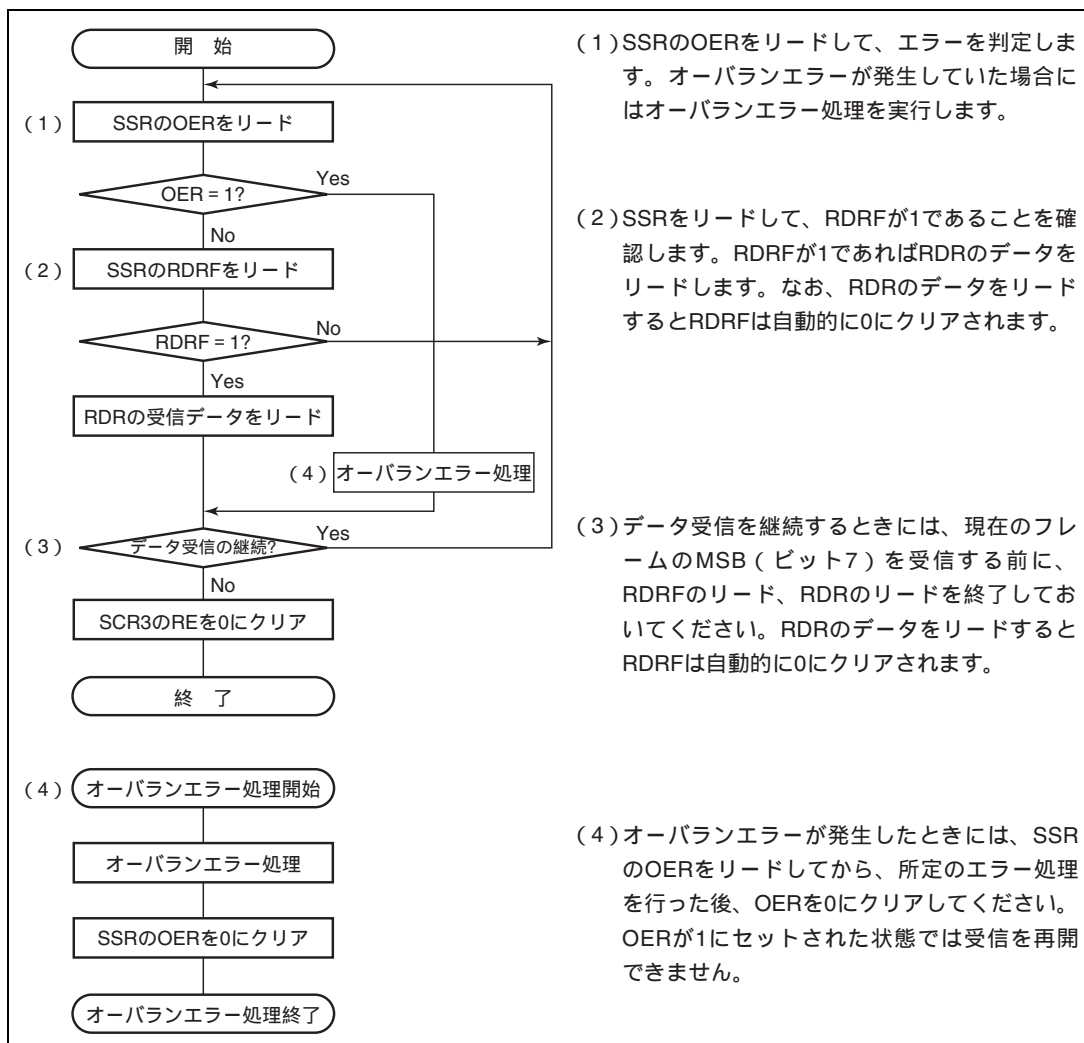 開 始
(1) SSRのOERをリード
OER = 1?
Yes
No
(2) SSRのRDRFをリード
RDRF = 1?
No
Yes
RDRの受信データをリード
(4) オーバランエラー処理
(3) データ受信の継続?
Yes
No
SCR3のREを0にクリア
終 了
(4) オーバランエラー処理開始
オーバランエラー処理
SSRのOERを0にクリア
オーバランエラー処理終了
(1)SSRのOERをリードして、エラーを判定しま
す。オーバランエラーが発生していた場合に
はオーバランエラー処理を実行します。
(2)SSRをリードして、RDRFが1であることを確
認します。RDRFが1であればRDRのデータを
リードします。なお、RDRのデータをリード
するとRDRFは自動的に0にクリアされます。
(3)データ受信を継続するときには、現在のフレ
ームのMSB(ビット7)を受信する前に、
RDRFのリード、RDRのリードを終了してお
いてください。RDRのデータをリードすると
RDRFは自動的に0にクリアされます。
(4)オーバランエラーが発生したときには、SSR
のOERをリードしてから、所定のエラー処理
を行った後、OERを0にクリアしてください。
OERが1にセットされた状態では受信を再開
できません。